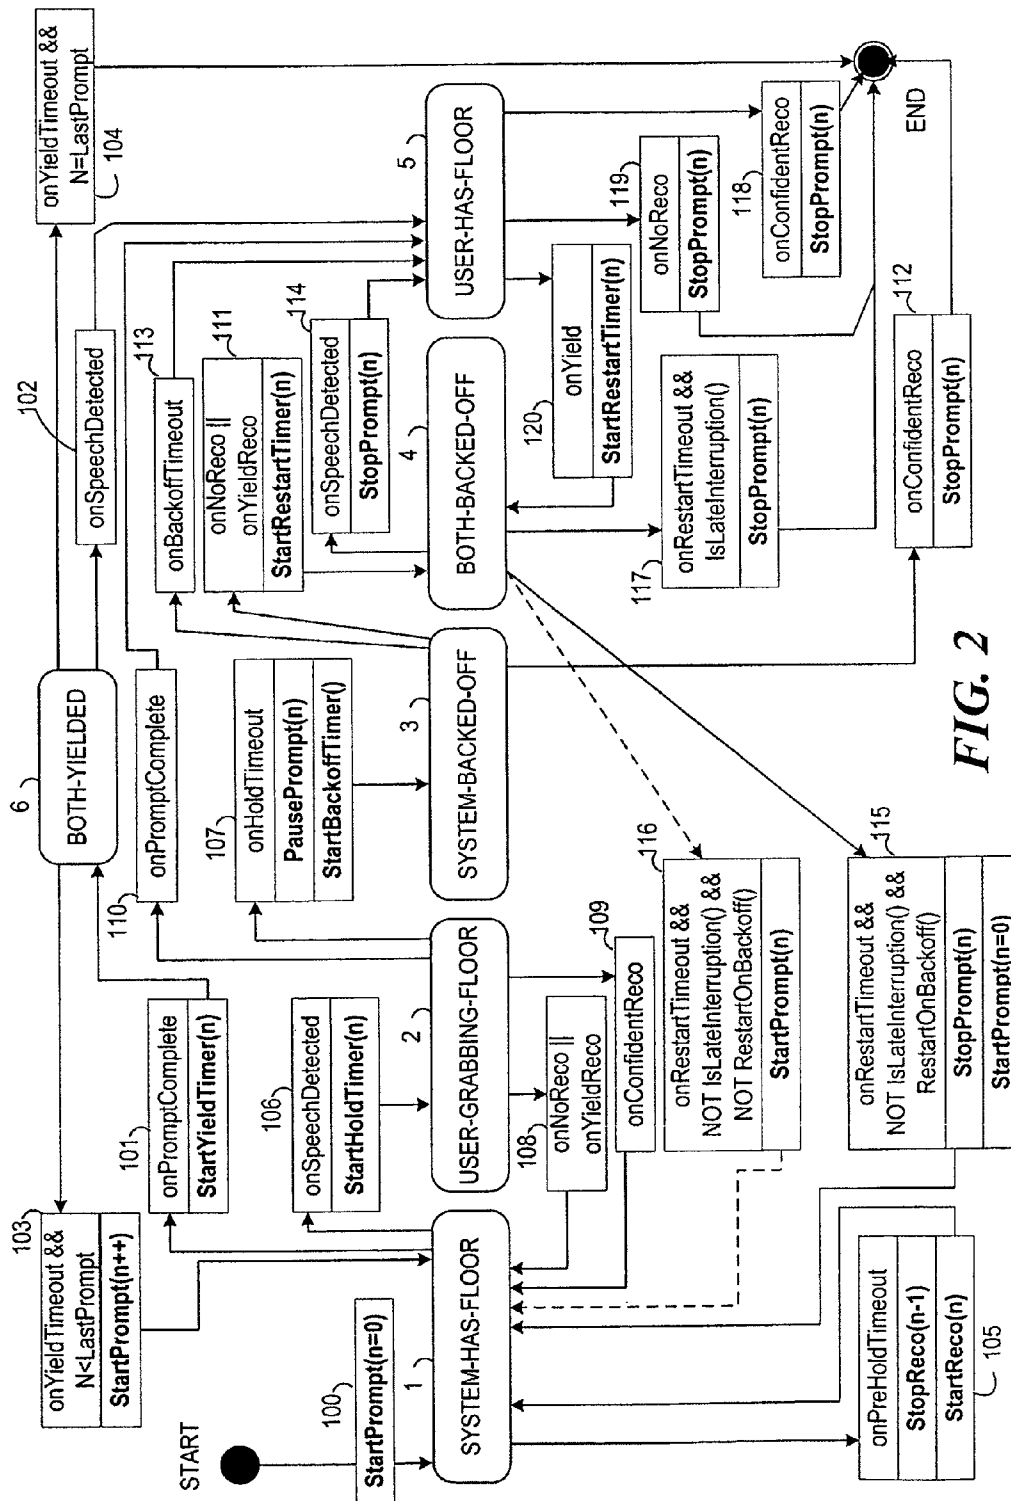 START
100
StartPrompt(n=0)
1
SYSTEM-HAS-FLOOR
103
onYieldTimeout &&
N<LastPrompt
StartPrompt(n++)
101
onPromptComplete
StartYieldTimer(n)
106
onSpeechDetected
StartHoldTimer(n)
105
onPreHoldTimeout
StopReco(n-1)
StartReco(n)
2
USER-GRABBING-FLOOR
108
onNoReco ||
onYieldReco
109
onConfidentReco
110
onPromptComplete
107
onHoldTimeout
PausePrompt(n)
StartBackoffTimer()
116
onRestartTimeout &&
NOT IsLateInterruption() &&
NOT RestartOnBackoff()
StartPrompt(n)
115
onRestartTimeout &&
NOT IsLateInterruption() &&
RestartOnBackoff()
StopPrompt(n)
StartPrompt(n=0)
6
BOTH-YIELDED
3
SYSTEM-BACKED-OFF
102
onSpeechDetected
113
onBackoffTimeout
111
onNoReco ||
onYieldReco
StartRestartTimer(n)
114
onSpeechDetected
StopPrompt(n)
4
BOTH-BACKED-OFF
120
onYield
StartRestartTimer(n)
117
onRestartTimeout &&
IsLateInterruption()
StopPrompt(n)
112
onConfidentReco
StopPrompt(n)
104
onYieldTimeout &&
N=LastPrompt
5
USER-HAS-FLOOR
119
onNoReco
StopPrompt(n)
118
onConfidentReco
StopPrompt(n)
END
FIG. 2